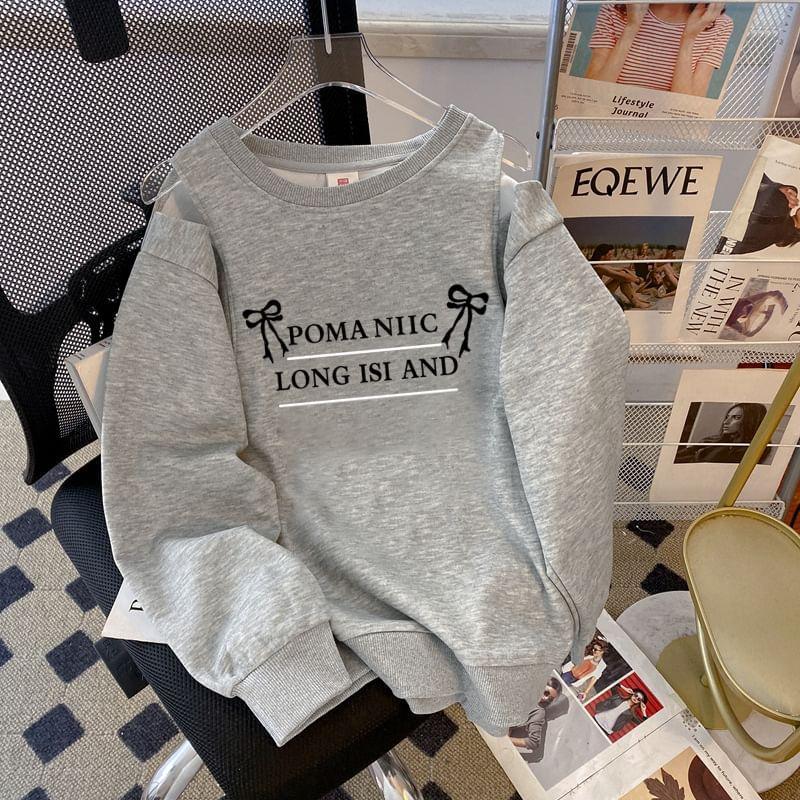 Lifestyle
Journal
EQEWE
IN WITH
THE NEW
POMA NIIC
LONG ISI AND